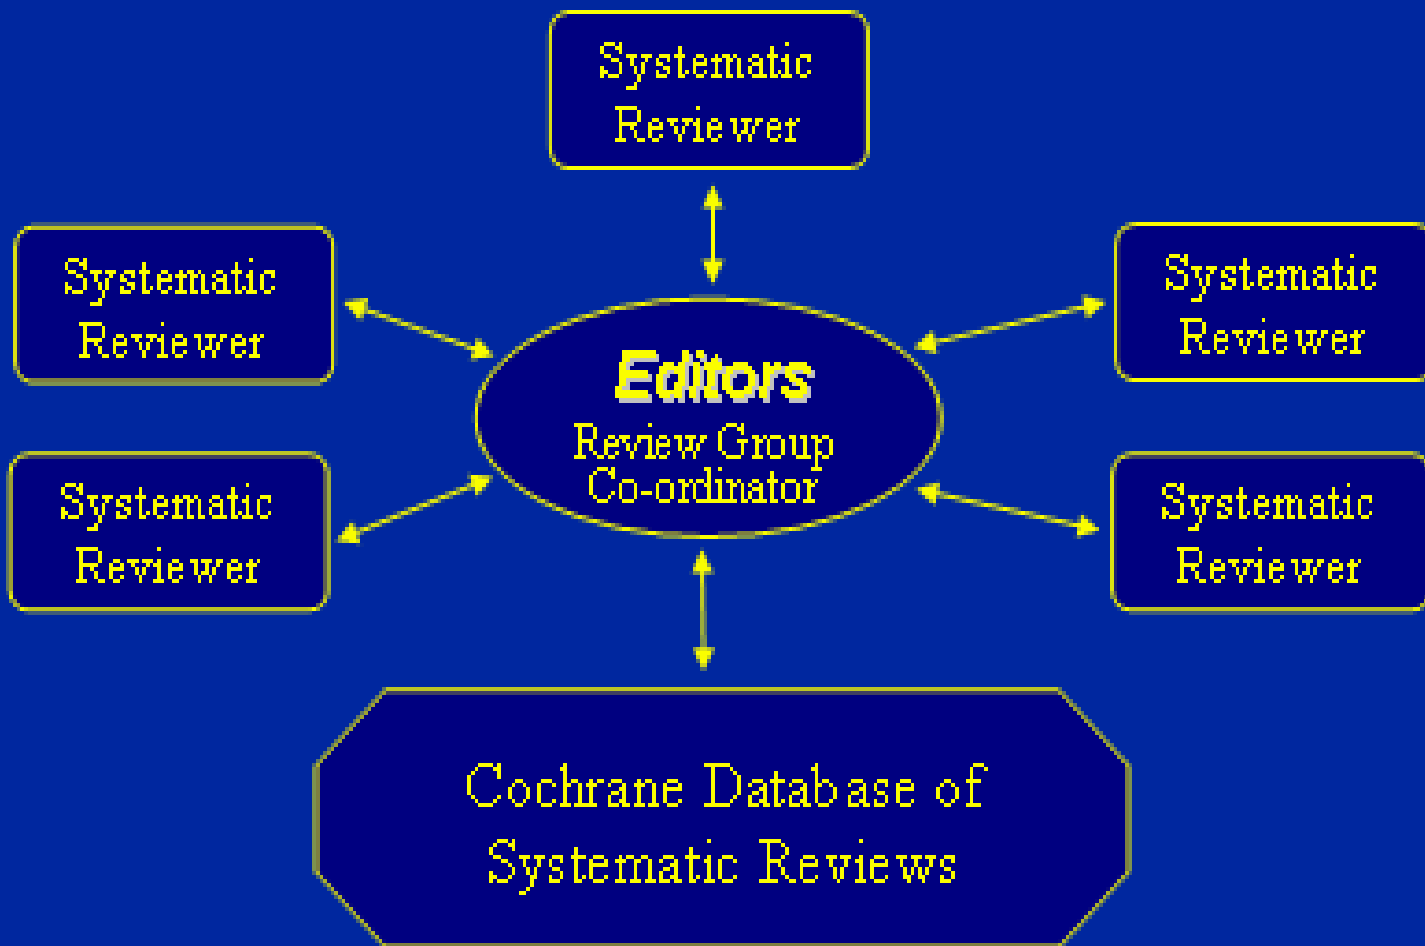 Systematic
Reviewer
Systematic
Reviewer
Systematic
Reviewer
Editors
Review Group
Co-ordinator
Systematic
Reviewer
Systematic
Reviewer
Cochrane Database of
Systematic Reviews